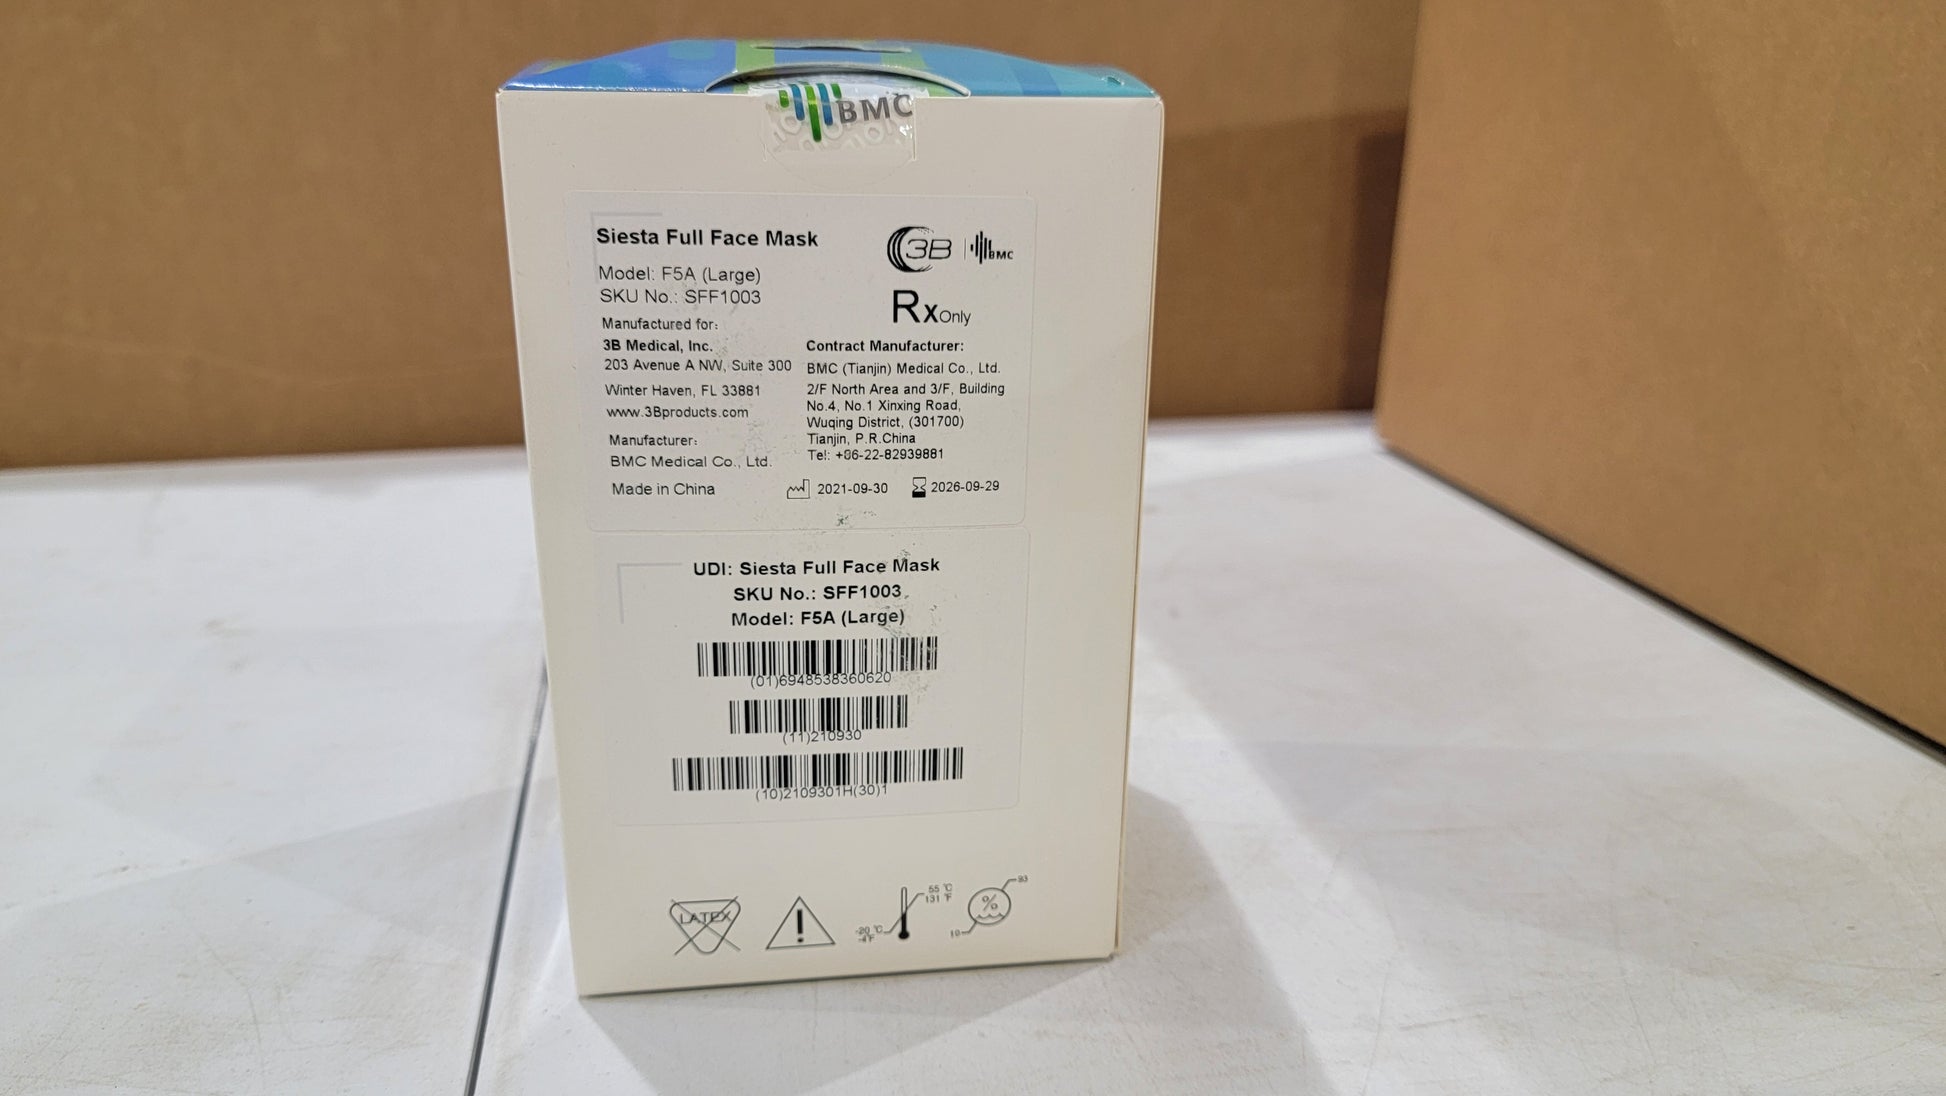 BMC
Siesta Full Face Mask
3B BMC
Model: F5A (Large)
SKU No.: SFF1003
Rx Only
Manufactured for:
3B Medical, Inc.
203 Avenue A NW, Suite 300
Winter Haven, FL 33881
www.3Bproducts.com
Manufacturer:
BMC Medical Co., Ltd.
Made in China
Contract Manufacturer:
BMC (Tianjin) Medical Co., Ltd.
2/F North Area and 3/F, Building
No.4, No.1 Xinxing Road,
Wuqing District, (301700)
Tianjin, P.R.China
Tel: +86-22-82939881
2021-09-30 2026-09-29
UDI: Siesta Full Face Mask
SKU No.: SFF1003
Model: F5A (Large)
(01)6948538360620
(11)210930
(10)2109301H(30)1
LATEX
55 °C
131 °F
-20 °C
-4°F
%
93
10